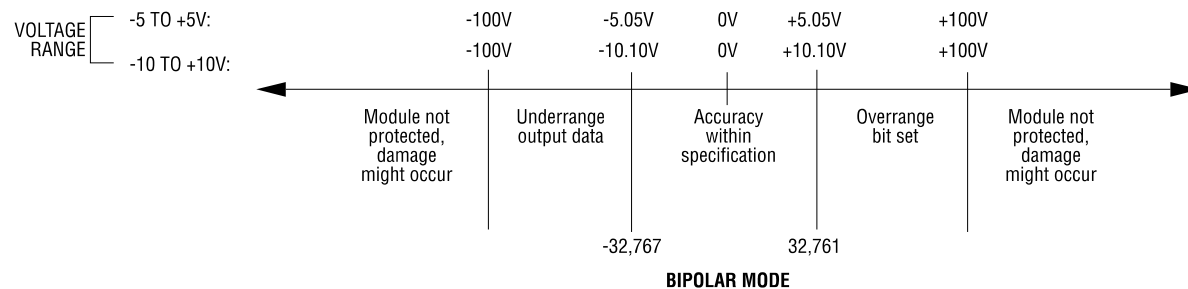 VOLTAGE RANGE
-5 TO +5V: -100V -5.05V 0V +5.05V +100V
-10 TO +10V: -100V -10.10V 0V +10.10V +100V
Module not
protected,
damage
might occur
Underrange
output data
Accuracy
within
specification
Overrange
bit set
Module not
protected,
damage
might occur
-32,767 32,761
BIPOLAR MODE